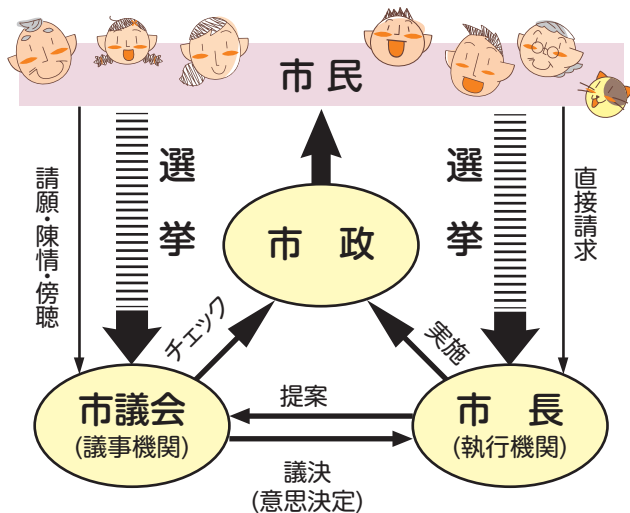 市民
選挙
選挙
請願・陳情・傍聴
直接請求
市 政
チェック
実施
市議会
(議事機関)
提案
市 長
(執行機関)
議決
(意思決定)